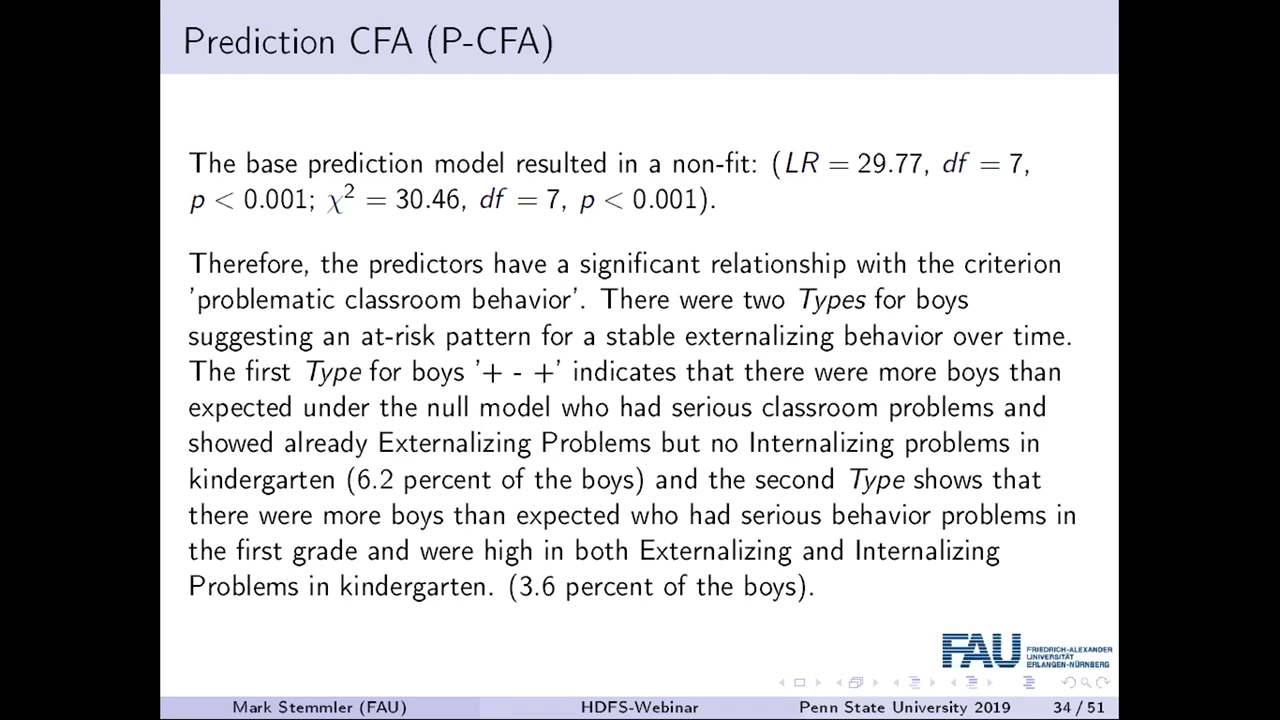 Prediction CFA (P-CFA)
The base prediction model resulted in a non-fit: (LR = 29.77, df = 7,
p < 0.001; χ² = 30.46, df = 7, p < 0.001).
Therefore, the predictors have a significant relationship with the criterion
'problematic classroom behavior'. There were two Types for boys
suggesting an at-risk pattern for a stable externalizing behavior over time.
The first Type for boys '+ - +' indicates that there were more boys than
expected under the null model who had serious classroom problems and
showed already Externalizing Problems but no Internalizing problems in
kindergarten (6.2 percent of the boys) and the second Type shows that
there were more boys than expected who had serious behavior problems in
the first grade and were high in both Externalizing and Internalizing
Problems in kindergarten. (3.6 percent of the boys).
FAU
FRIEDRICH-ALEXANDER
UNIVERSITÄT
ERLANGEN-NÜRNBERG
Mark Stemmler (FAU) HDFS-Webinar Penn State University 2019 34 / 51